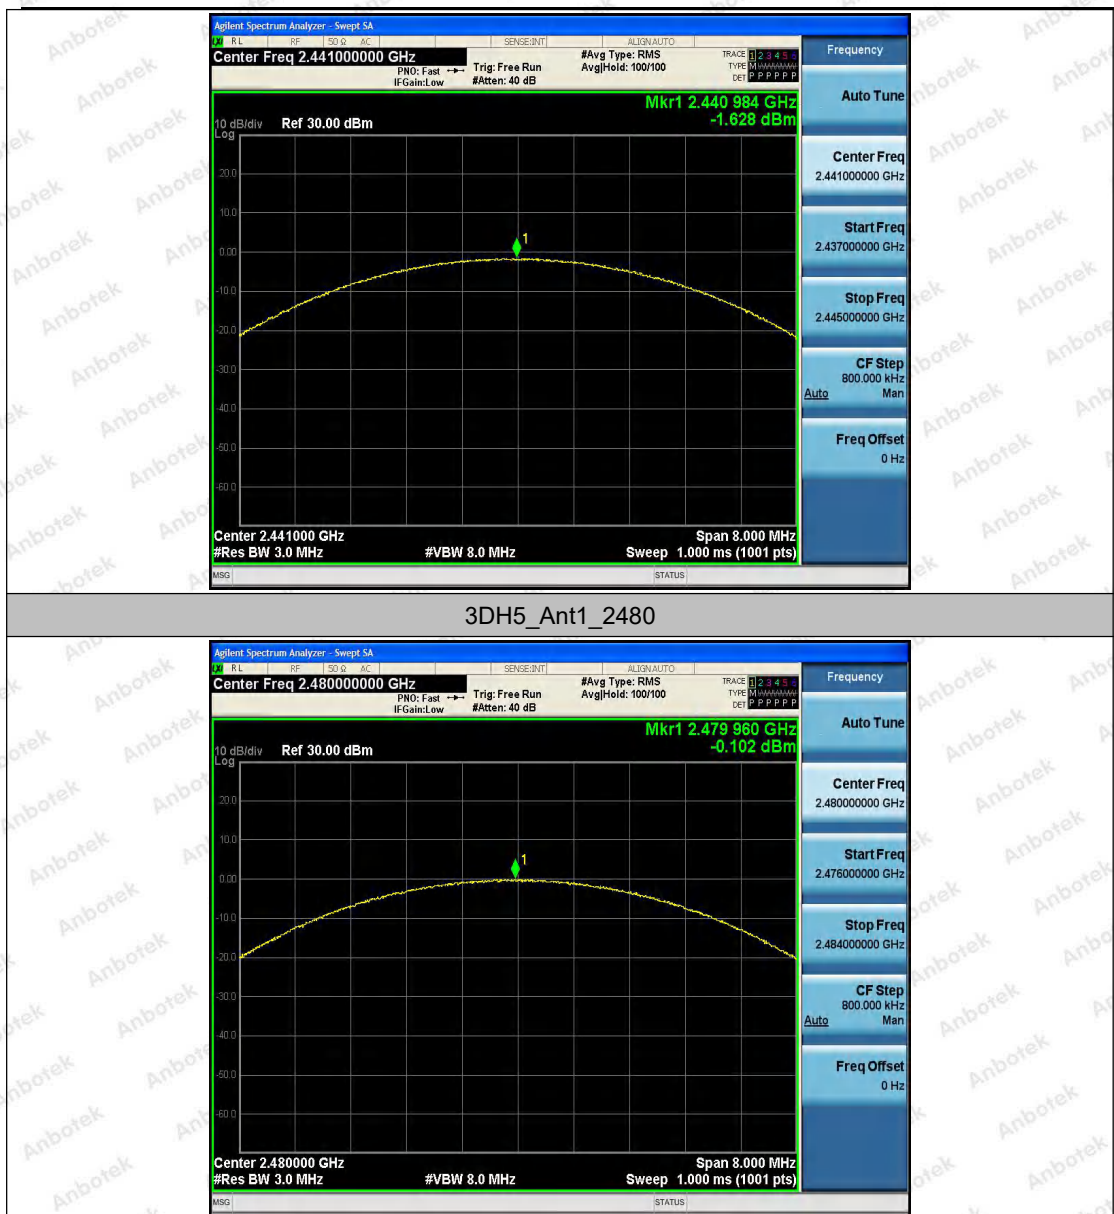 Agilent Spectrum Analyzer - Swept SA
RL RF 50 Ω AC SENSE:INT ALIGN AUTO
Center Freq 2.441000000 GHz
PNO: Fast
IFGain:Low
Trig: Free Run
#Atten: 40 dB
#Avg Type: RMS
Avg|Hold: 100/100
TRACE 1 2 3 4 5 6
TYPE M
DET P P P P P P
Mkr1 2.440 984 GHz
-1.628 dBm
10 dB/div Ref 30.00 dBm
Log
20.0
10.0
0.00
-10.0
-20.0
-30.0
-40.0
-50.0
-60.0
1
Center 2.441000 GHz
Span 8.000 MHz
#Res BW 3.0 MHz #VBW 8.0 MHz Sweep 1.000 ms (1001 pts)
MSG STATUS
Frequency
Auto Tune
Center Freq
2.441000000 GHz
Start Freq
2.437000000 GHz
Stop Freq
2.445000000 GHz
CF Step
800.000 kHz
Auto Man
Freq Offset
0 Hz
3DH5_Ant1_2480
Agilent Spectrum Analyzer - Swept SA
RL RF 50 Ω AC SENSE:INT ALIGN AUTO
Center Freq 2.480000000 GHz
PNO: Fast
IFGain:Low
Trig: Free Run
#Atten: 40 dB
#Avg Type: RMS
Avg|Hold: 100/100
TRACE 1 2 3 4 5 6
TYPE M
DET P P P P P P
Mkr1 2.479 960 GHz
-0.102 dBm
10 dB/div Ref 30.00 dBm
Log
20.0
10.0
0.00
-10.0
-20.0
-30.0
-40.0
-50.0
-60.0
1
Center 2.480000 GHz
Span 8.000 MHz
#Res BW 3.0 MHz #VBW 8.0 MHz Sweep 1.000 ms (1001 pts)
MSG STATUS
Frequency
Auto Tune
Center Freq
2.480000000 GHz
Start Freq
2.476000000 GHz
Stop Freq
2.484000000 GHz
CF Step
800.000 kHz
Auto Man
Freq Offset
0 Hz
Anbotek